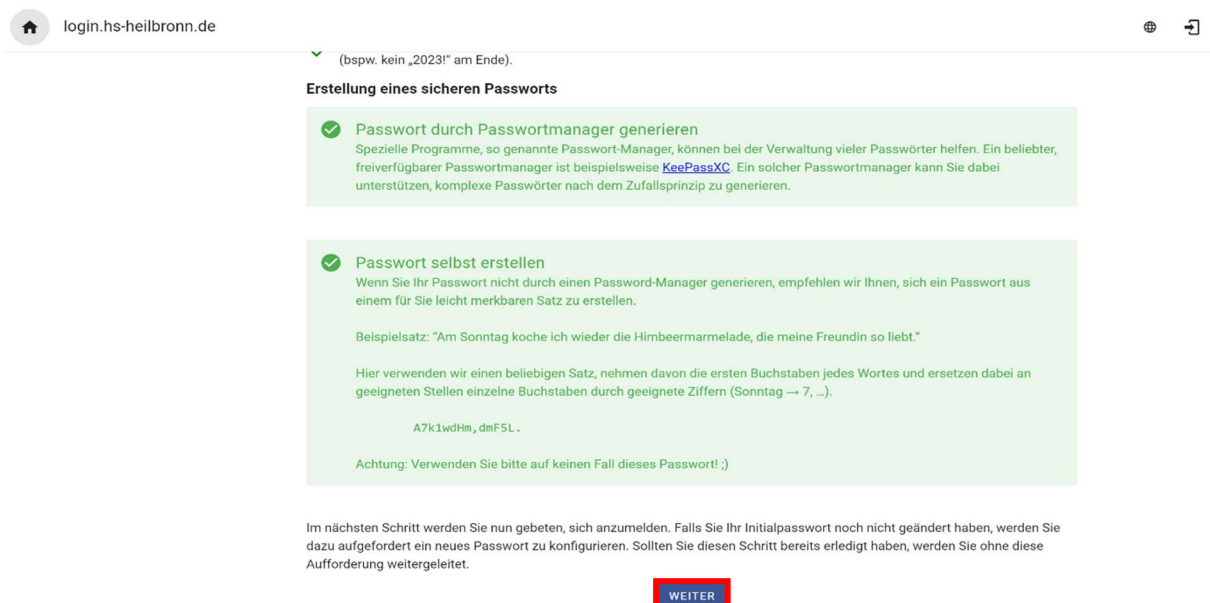 login.hs-heilbronn.de
(bspw. kein „2023!“ am Ende).
Erstellung eines sicheren Passworts
Passwort durch Passwortmanager generieren
Spezielle Programme, so genannte Passwort-Manager, können bei der Verwaltung vieler Passwörter helfen. Ein beliebter,
freiverfügbarer Passwortmanager ist beispielsweise KeePassXC. Ein solcher Passwortmanager kann Sie dabei
unterstützen, komplexe Passwörter nach dem Zufallsprinzip zu generieren.
Passwort selbst erstellen
Wenn Sie Ihr Passwort nicht durch einen Password-Manager generieren, empfehlen wir Ihnen, sich ein Passwort aus
einem für Sie leicht merkbaren Satz zu erstellen.
Beispielsatz: “Am Sonntag koche ich wieder die Himbeermarmelade, die meine Freundin so liebt.”
Hier verwenden wir einen beliebigen Satz, nehmen davon die ersten Buchstaben jedes Wortes und ersetzen dabei an
geeigneten Stellen einzelne Buchstaben durch geeignete Ziffern (Sonntag → 7, …).
A7k1wdHm,dmF5L.
Achtung: Verwenden Sie bitte auf keinen Fall dieses Passwort! ;)
Im nächsten Schritt werden Sie nun gebeten, sich anzumelden. Falls Sie Ihr Initialpasswort noch nicht geändert haben, werden Sie
dazu aufgefordert ein neues Passwort zu konfigurieren. Sollten Sie diesen Schritt bereits erledigt haben, werden Sie ohne diese
Aufforderung weitergeleitet.
WEITER